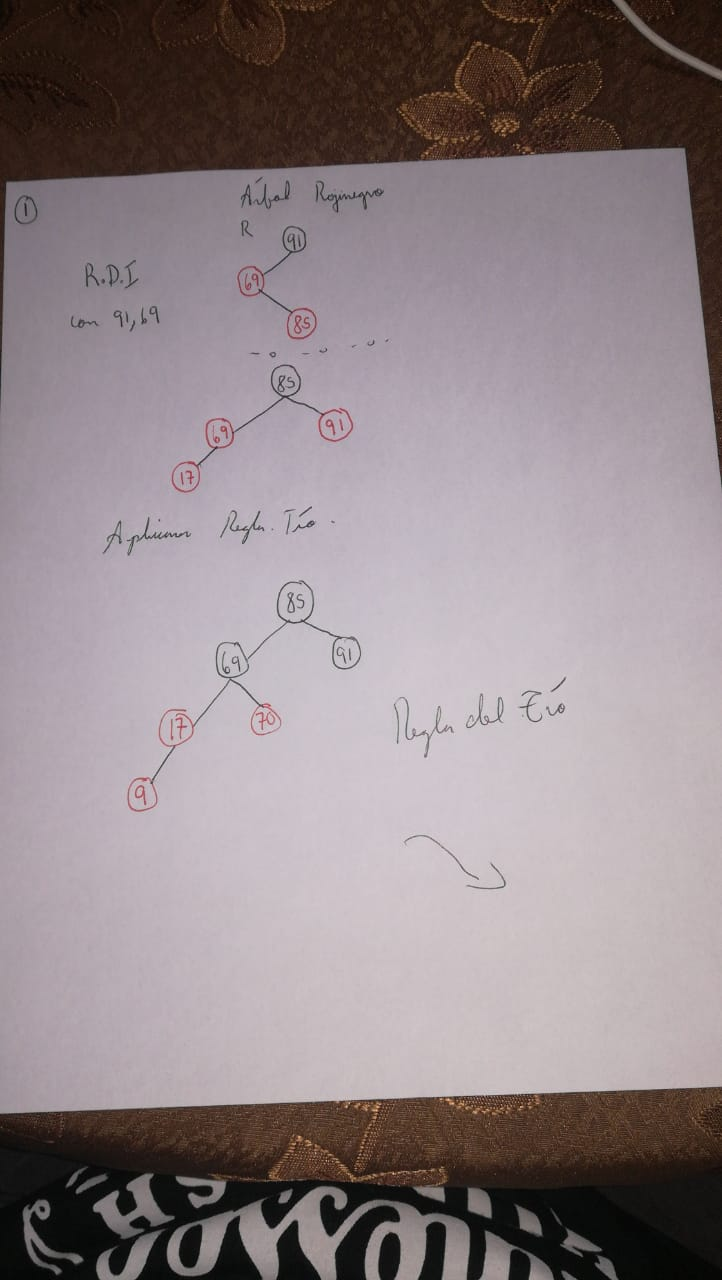 1
Árbol Rojinegro
R
91
R.D.I
69
con 91,69
85
85
69
91
17
Aplicamos Regla. Tío.
85
69
91
17
70
Regla del Tío
9